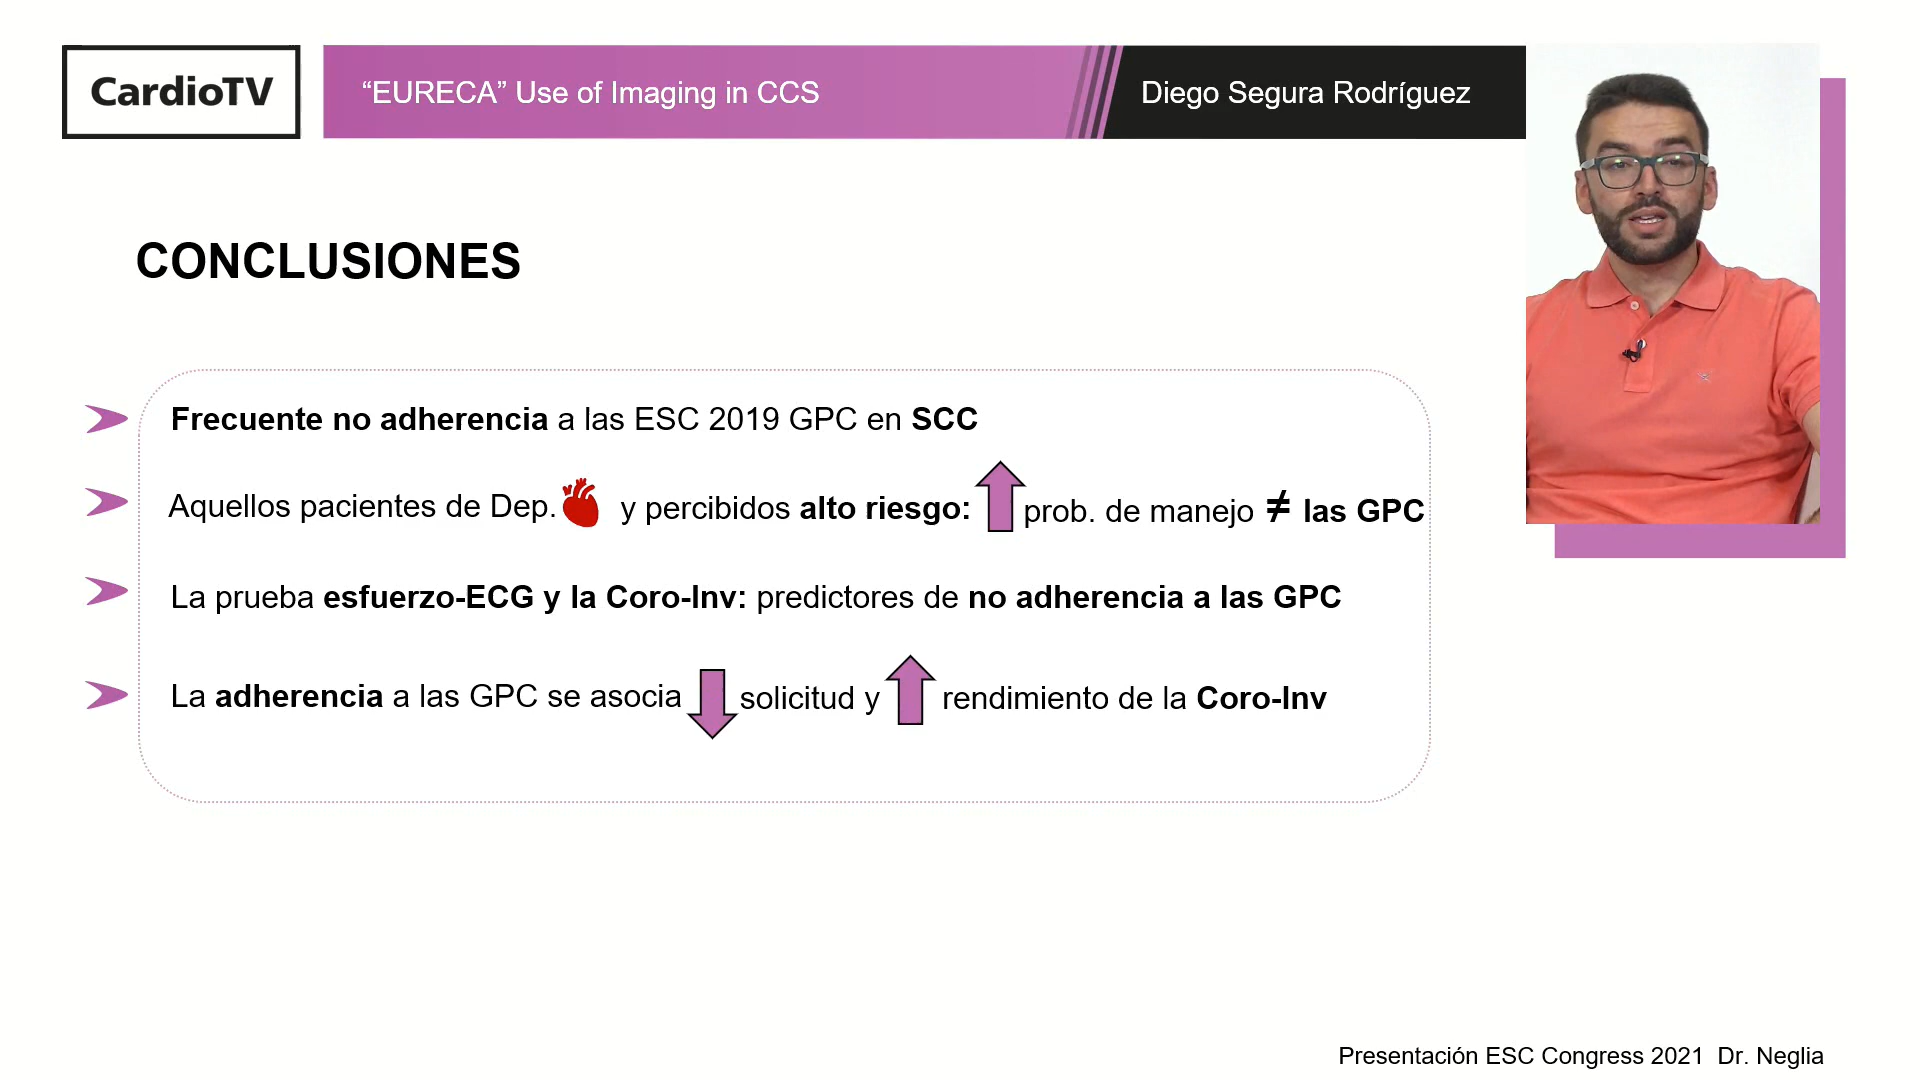 CardioTV
“EURECA” Use of Imaging in CCS
Diego Segura Rodríguez
CONCLUSIONES
Frecuente no adherencia a las ESC 2019 GPC en SCC
Aquellos pacientes de Dep. y percibidos alto riesgo: prob. de manejo ≠ las GPC
La prueba esfuerzo-ECG y la Coro-Inv: predictores de no adherencia a las GPC
La adherencia a las GPC se asocia solicitud y rendimiento de la Coro-Inv
Presentación ESC Congress 2021 Dr. Neglia